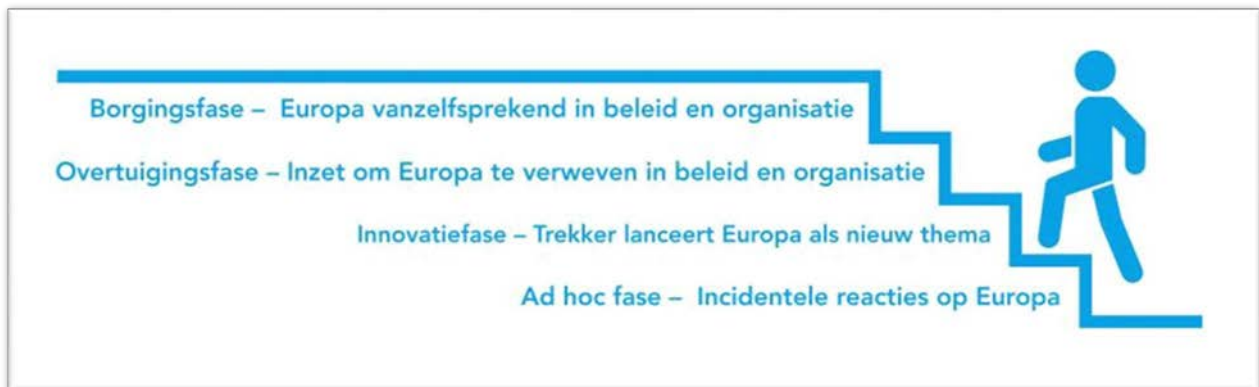 Borgingsfase – Europa vanzelfsprekend in beleid en organisatie
Overtuigingsfase – Inzet om Europa te verweven in beleid en organisatie
Innovatiefase – Trekker lanceert Europa als nieuw thema
Ad hoc fase – Incidentele reacties op Europa